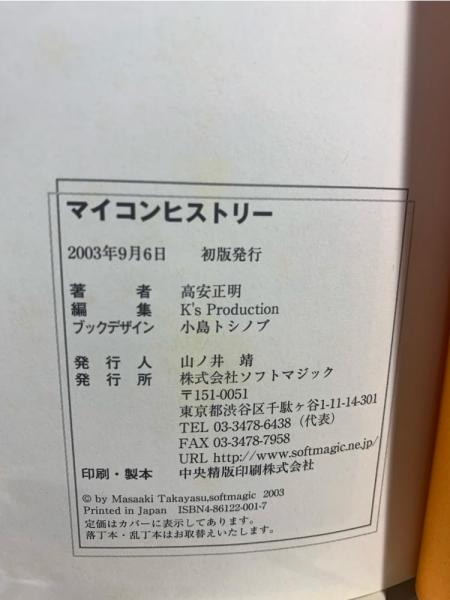 マイコンヒストリー
2003年9月6日　初版発行
著者　高安正明
編集　K's Production
ブックデザイン　小島トシノブ
発行人　山ノ井 靖
発行所　株式会社ソフトマジック
〒151-0051
東京都渋谷区千駄ヶ谷1-11-14-301
TEL 03-3478-6438（代表）
FAX 03-3478-7958
URL http://www.softmagic.ne.jp/
印刷・製本　中央精版印刷株式会社
© by Masaaki Takayasu,softmagic 2003
Printed in Japan ISBN4-86122-001-7
定価はカバーに表示してあります。
落丁本・乱丁本はお取替えいたします。